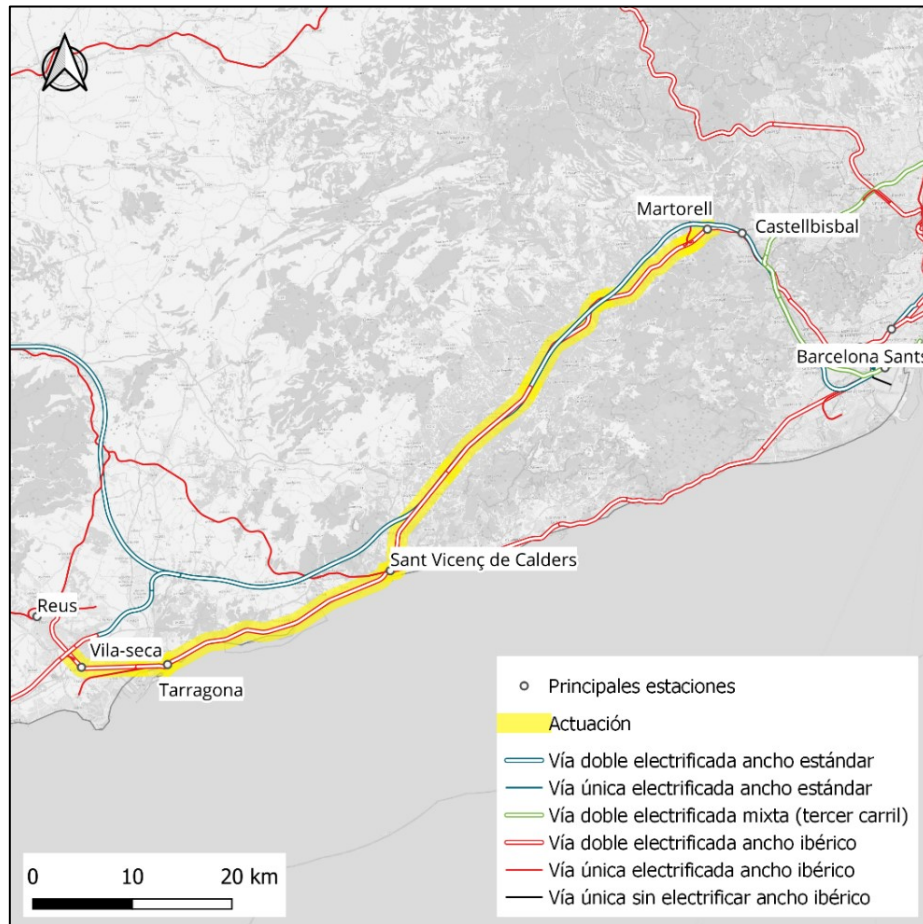 Martorell
Castellbisbal
Barcelona Sants
Sant Vicenç de Calders
Reus
Vila-seca
Tarragona
Principales estaciones
Actuación
Vía doble electrificada ancho estándar
Vía única electrificada ancho estándar
Vía doble electrificada mixta (tercer carril)
Vía doble electrificada ancho ibérico
Vía única electrificada ancho ibérico
Vía única sin electrificar ancho ibérico
0 10 20 km